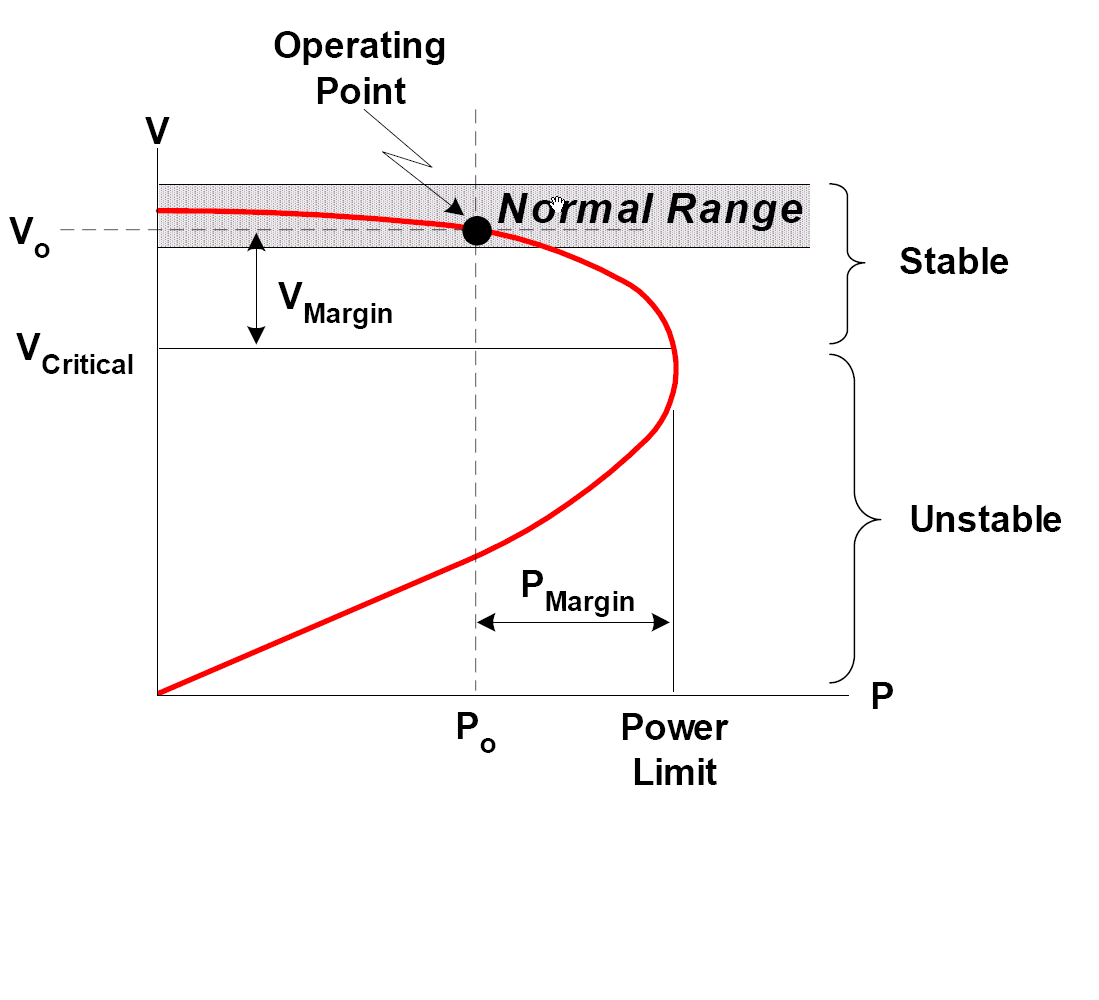 Operating
Point
V
Normal Range
Vo
Stable
VMargin
VCritical
Unstable
PMargin
P
Po
Power
Limit